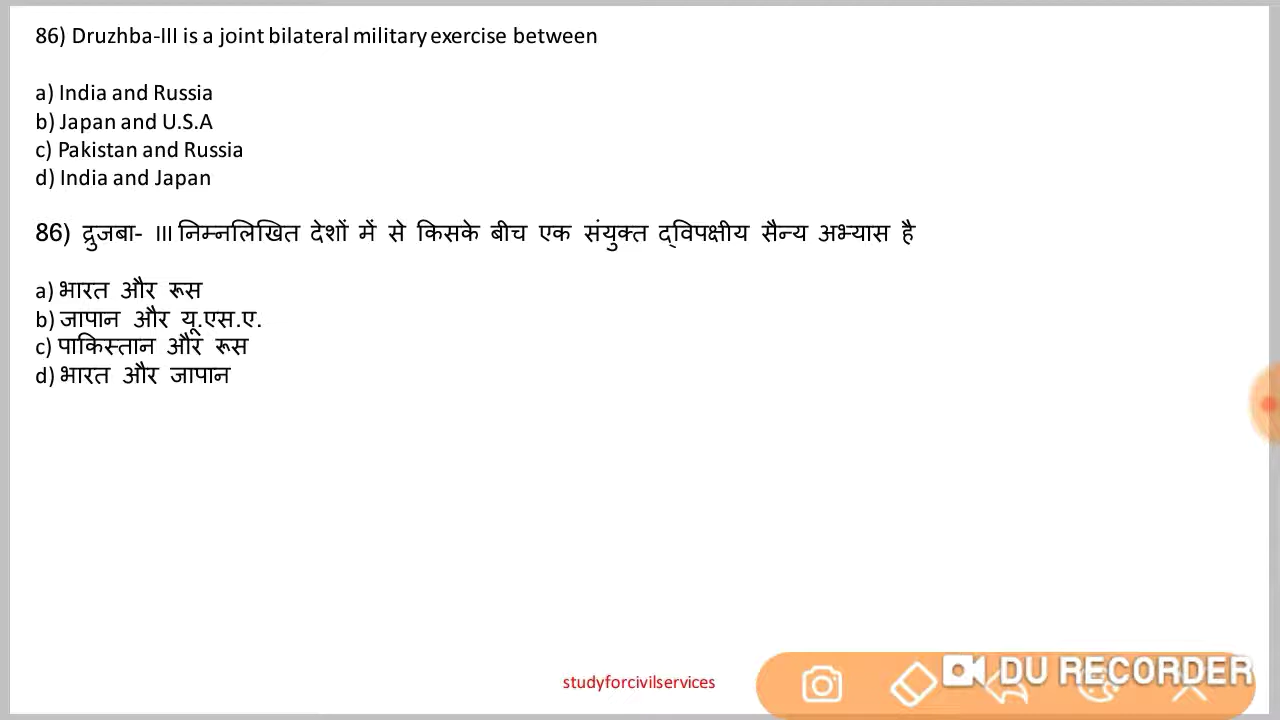 86) Druzhba-III is a joint bilateral military exercise between
a) India and Russia
b) Japan and U.S.A
c) Pakistan and Russia
d) India and Japan
86) द्रुजबा- III निम्नलिखित देशों में से किसके बीच एक संयुक्त द्विपक्षीय सैन्य अभ्यास है
a) भारत और रूस
b) जापान और यू.एस.ए.
c) पाकिस्तान और रूस
d) भारत और जापान
studyforcivilservices
DU RECORDER